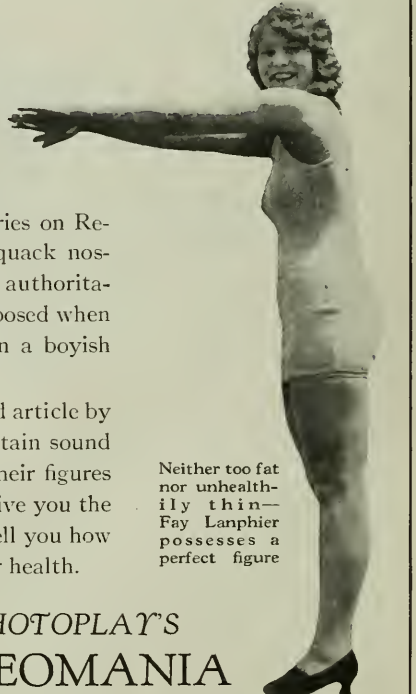 ries on Re-
quack nos-
authorita-
posed when
n a boyish
d article by
tain sound
heir figures
ive you the
ell you how
r health.
Neither too fat
nor unhealth-
ily thin—
Fay Lanphier
possesses a
perfect figure
HOTOPLAY'S
EOMANIA